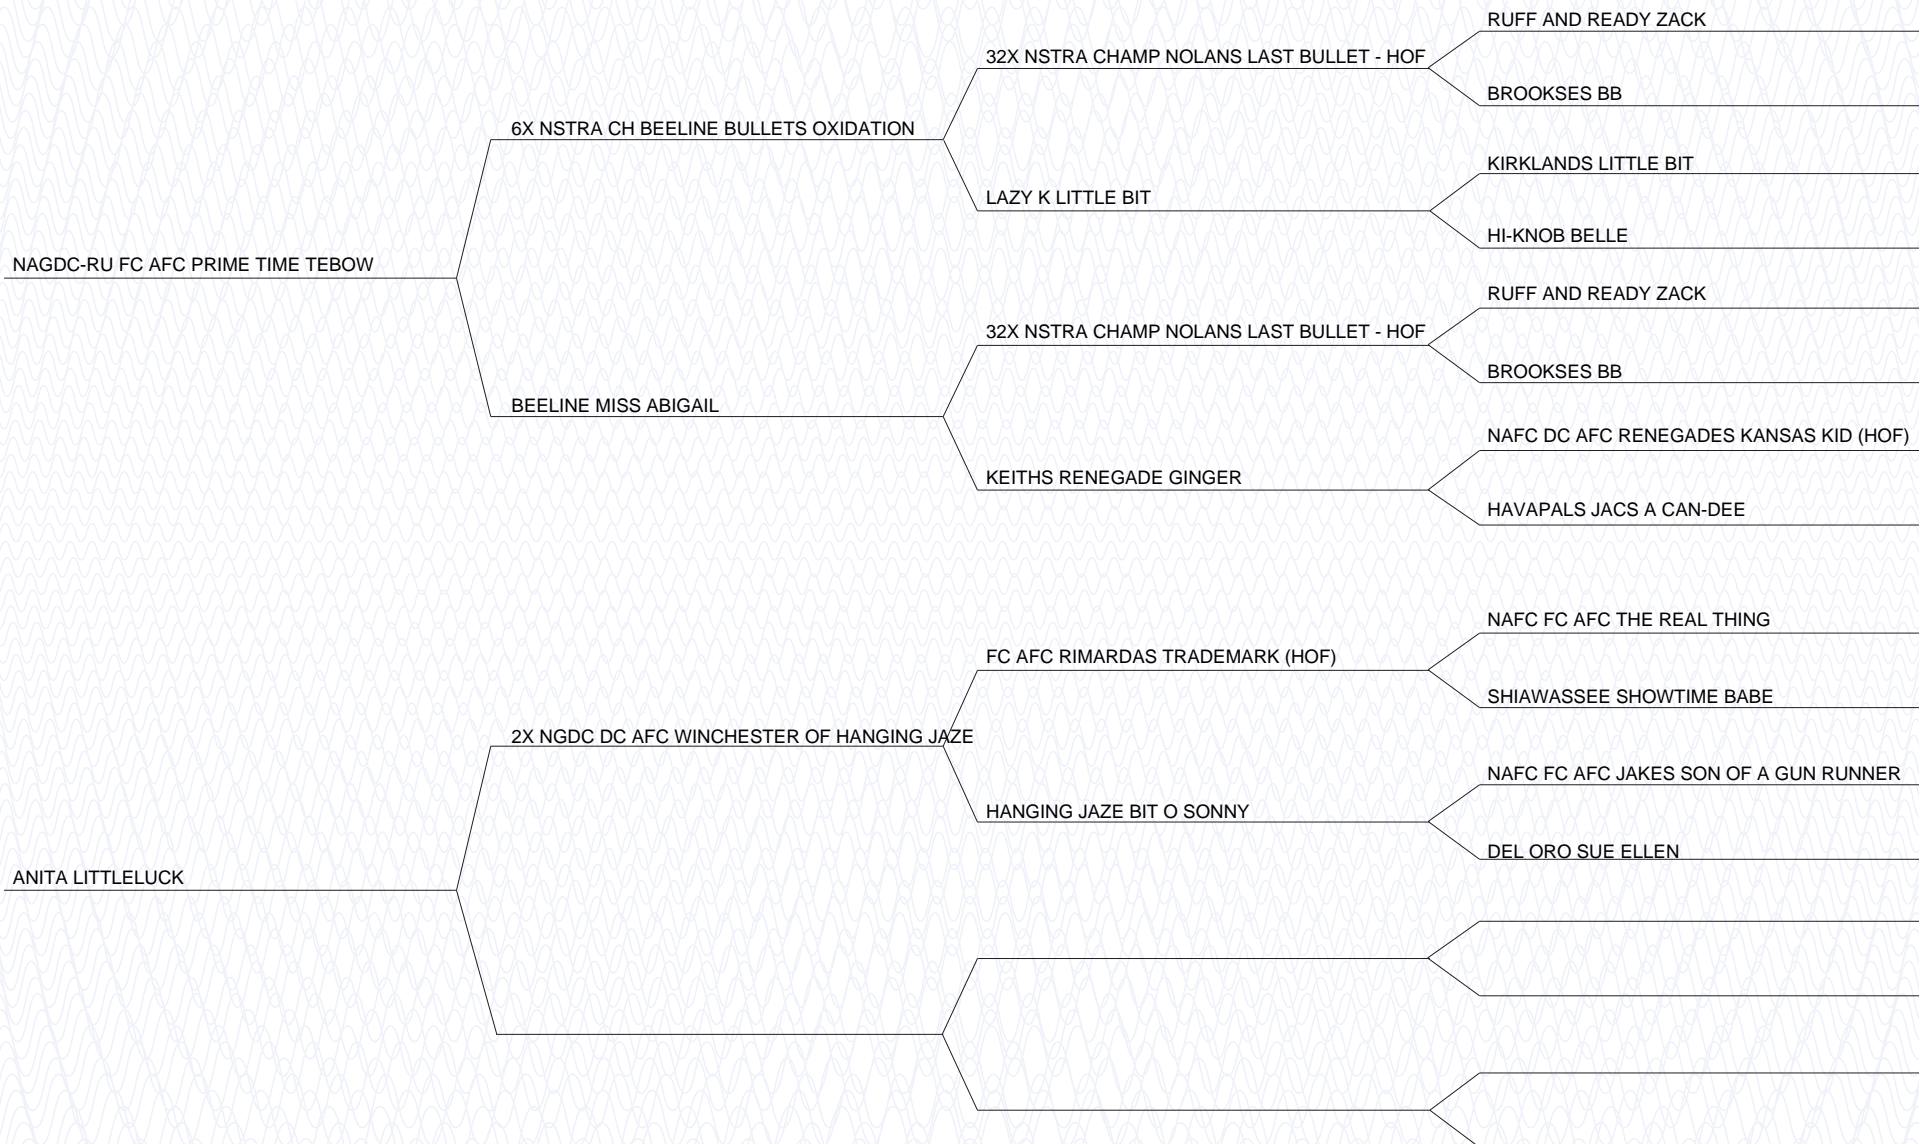 RUFF AND READY ZACK
32X NSTRA CHAMP NOLANS LAST BULLET - HOF
BROOKSES BB
6X NSTRA CH BEELINE BULLETS OXIDATION
KIRKLANDS LITTLE BIT
LAZY K LITTLE BIT
HI-KNOB BELLE
NAGDC-RU FC AFC PRIME TIME TEBOW
RUFF AND READY ZACK
32X NSTRA CHAMP NOLANS LAST BULLET - HOF
BROOKSES BB
BEELINE MISS ABIGAIL
NAFC DC AFC RENEGADES KANSAS KID (HOF)
KEITHS RENEGADE GINGER
HAVAPALS JACS A CAN-DEE
NAFC FC AFC THE REAL THING
FC AFC RIMARDAS TRADEMARK (HOF)
SHIAWASSEE SHOWTIME BABE
2X NGDC DC AFC WINCHESTER OF HANGING JAZE
NAFC FC AFC JAKES SON OF A GUN RUNNER
HANGING JAZE BIT O SONNY
DEL ORO SUE ELLEN
ANITA LITTLELUCK